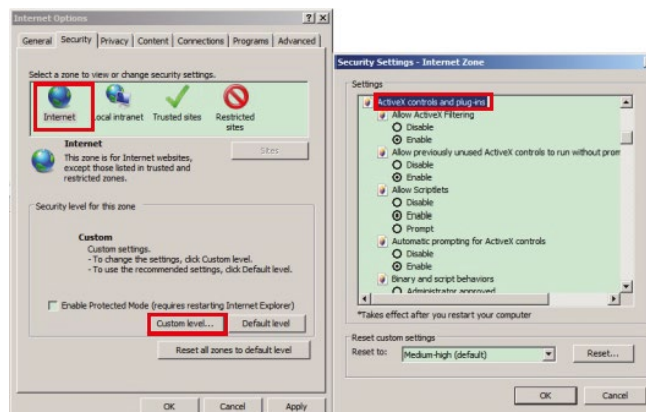 Internet Options
General Security Privacy Content Connections Programs Advanced
Select a zone to view or change security settings.
Internet Local intranet Trusted sites Restricted sites
Internet
This zone is for Internet websites,
except those listed in trusted and
restricted zones.
Sites
Security level for this zone
Custom
Custom settings.
- To change the settings, click Custom level.
- To use the recommended settings, click Default level.
Enable Protected Mode (requires restarting Internet Explorer)
Custom level... Default level
Reset all zones to default level
OK Cancel Apply
Security Settings - Internet Zone
Settings
ActiveX controls and plug-ins
Allow ActiveX Filtering
Disable
Enable
Allow previously unused ActiveX controls to run without prom
Disable
Enable
Allow Scriptlets
Disable
Enable
Prompt
Automatic prompting for ActiveX controls
Disable
Enable
Binary and script behaviors
Administrator approved
*Takes effect after you restart your computer
Reset custom settings
Reset to: Medium-high (default) Reset...
OK Cancel